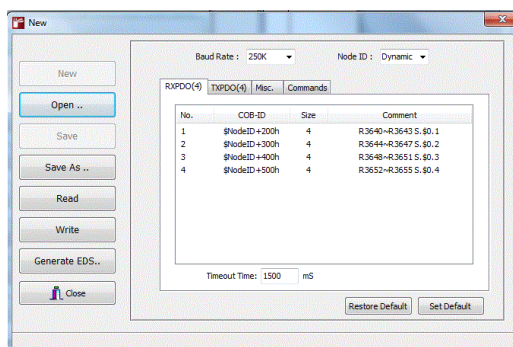 New
Baud Rate : 250K Node ID : Dynamic
New
Open ..
Save
Save As ..
Read
Write
Generate EDS..
Close
RXPDO(4) TXPDO(4) Misc. Commands
No. COB-ID Size Comment
1 $NodeID+200h 4 R3640~R3643 S.$0.1
2 $NodeID+300h 4 R3644~R3647 S.$0.2
3 $NodeID+400h 4 R3648~R3651 S.$0.3
4 $NodeID+500h 4 R3652~R3655 S.$0.4
Timeout Time: 1500 mS
Restore Default Set Default